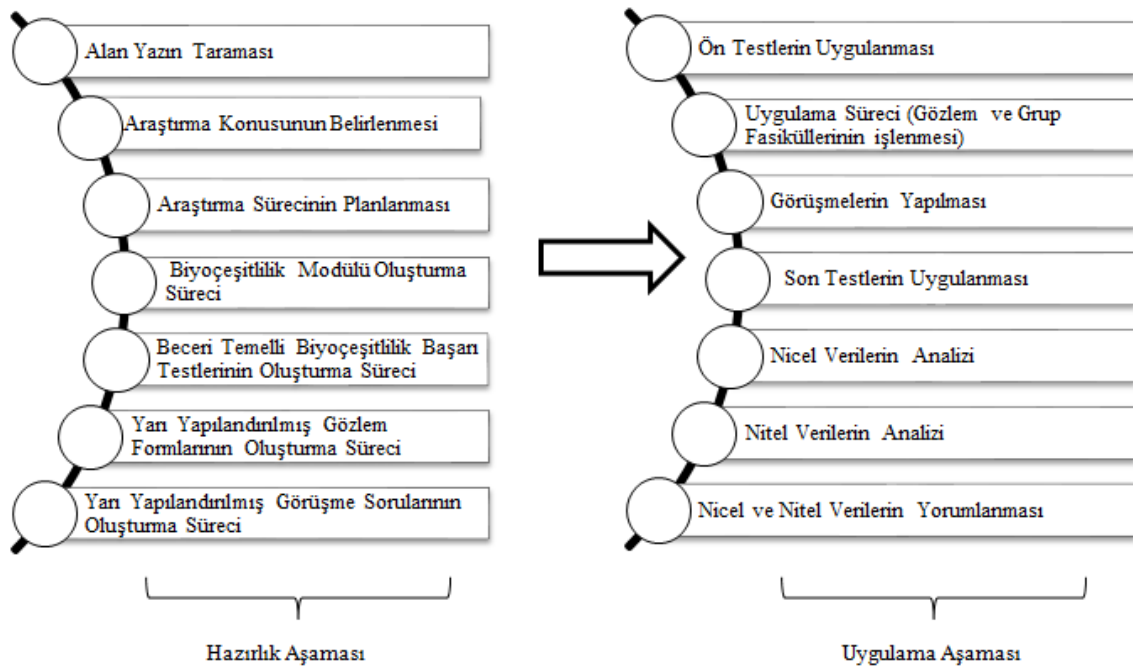 Alan Yazın Taraması
Araştırma Konusunun Belirlenmesi
Araştırma Sürecinin Planlanması
Biyoçeşitlilik Modülü Oluşturma
Süreci
Beceri Temelli Biyoçeşitlilik Başarı
Testlerinin Oluşturma Süreci
Yarı Yapılandırılmış Gözlem
Formlarının Oluşturma Süreci
Yarı Yapılandırılmış Görüşme Sorularının
Oluşturma Süreci
Hazırlık Aşaması
Ön Testlerin Uygulanması
Uygulama Süreci (Gözlem ve Grup
Fasiküllerinin işlenmesi)
Görüşmelerin Yapılması
Son Testlerin Uygulanması
Nicel Verilerin Analizi
Nitel Verilerin Analizi
Nicel ve Nitel Verilerin Yorumlanması
Uygulama Aşaması